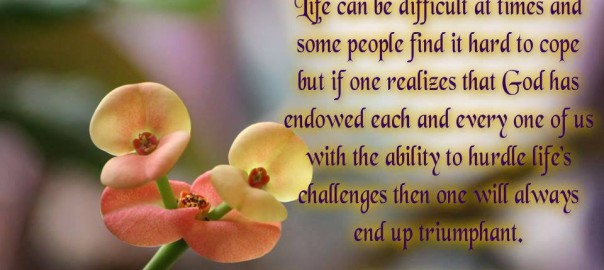 Life can be difficult at times and
some people find it hard to cope
but if one realizes that God has
endowed each and every one of us
with the ability to hurdle life's
challenges then one will always
end up triumphant.